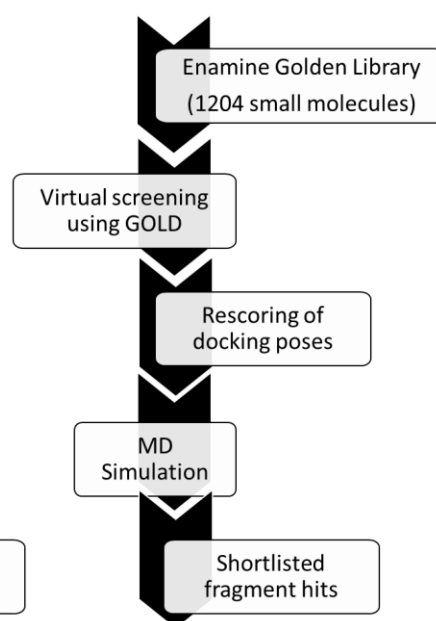 Enamine Golden Library
(1204 small molecules)
Virtual screening
using GOLD
Rescoring of
docking poses
MD
Simulation
Shortlisted
fragment hits